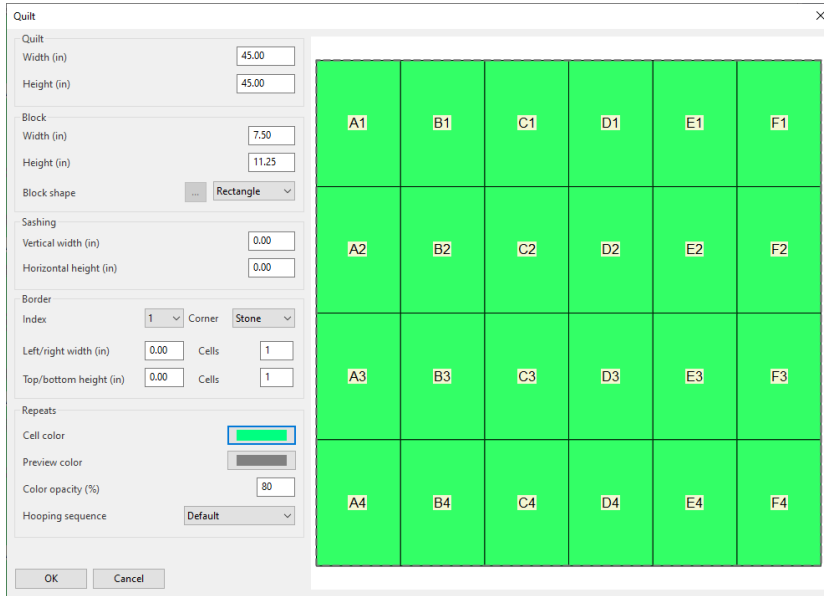 Quilt
Quilt
Width (in) 45.00
Height (in) 45.00
Block
Width (in) 7.50
Height (in) 11.25
Block shape ... Rectangle
Sashing
Vertical width (in) 0.00
Horizontal height (in) 0.00
Border
Index 1 Corner Stone
Left/right width (in) 0.00 Cells 1
Top/bottom height (in) 0.00 Cells 1
Repeats
Cell color
Preview color
Color opacity (%) 80
Hooping sequence Default
OK Cancel
A1 B1 C1 D1 E1 F1
A2 B2 C2 D2 E2 F2
A3 B3 C3 D3 E3 F3
A4 B4 C4 D4 E4 F4